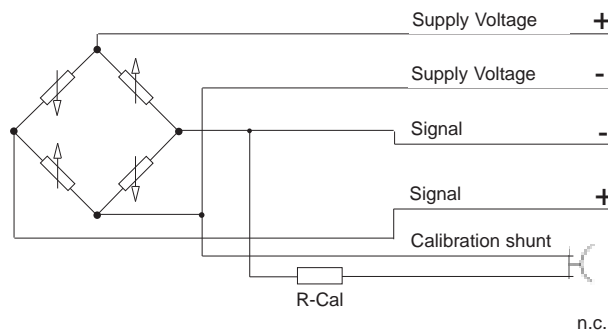 Supply Voltage +
Supply Voltage -
Signal -
Signal +
Calibration shunt
R-Cal
n.c.